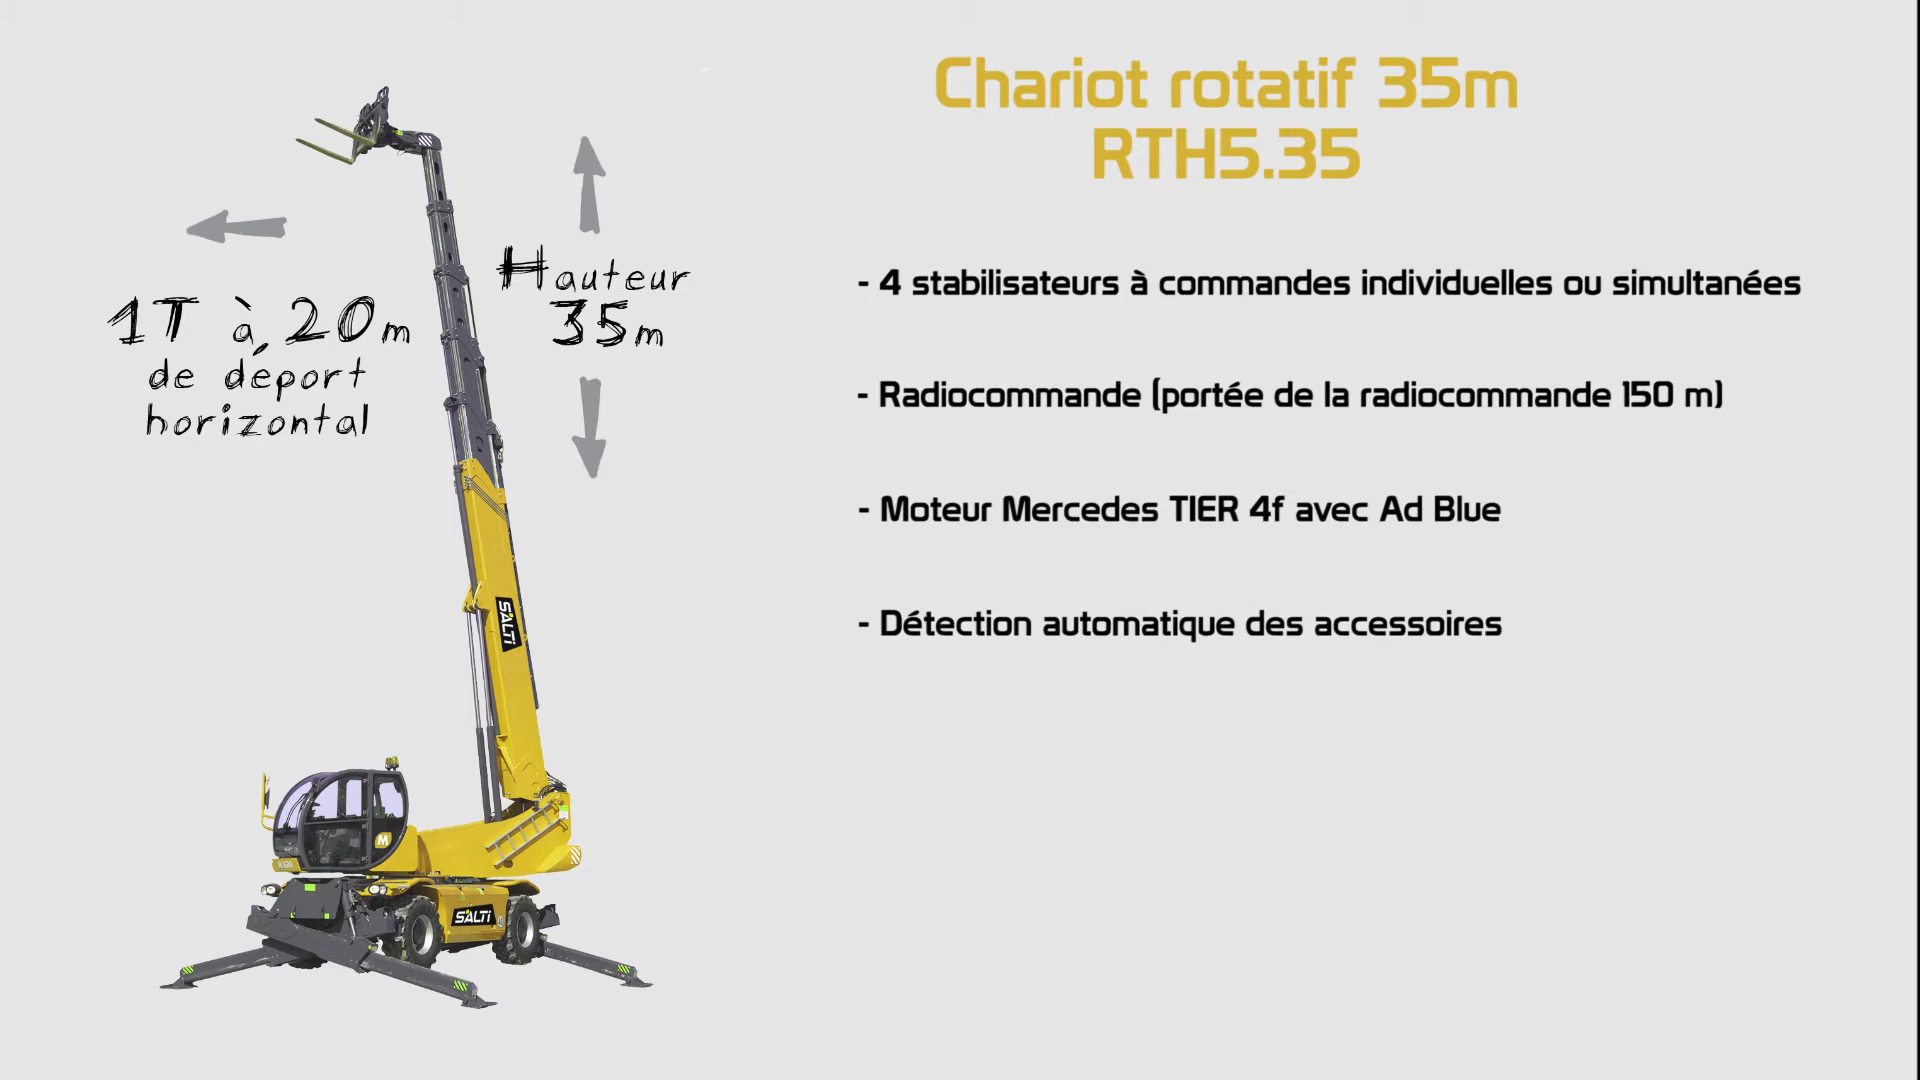 Chariot rotatif 35m
RTH5.35
1T à 20m
de déport
horizontal
Hauteur
35m
- 4 stabilisateurs à commandes individuelles ou simultanées
- Radiocommande (portée de la radiocommande 150 m)
- Moteur Mercedes TIER 4f avec Ad Blue
- Détection automatique des accessoires
SALTi
M
SALTi